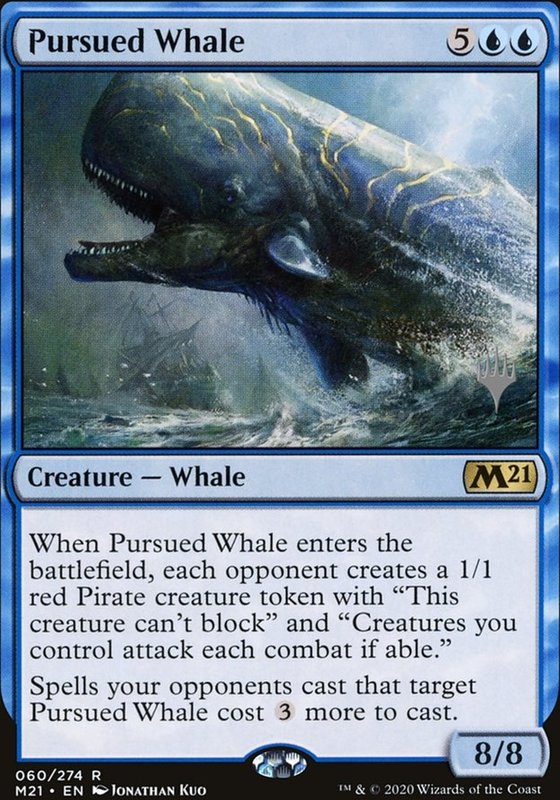 Pursued Whale 5
Creature — Whale M21
When Pursued Whale enters the
battlefield, each opponent creates a 1/1
red Pirate creature token with “This
creature can’t block” and “Creatures you
control attack each combat if able.”
Spells your opponents cast that target
Pursued Whale cost 3 more to cast.
8/8
060/274 R
M21 • EN JONATHAN KUO ™ & © 2020 Wizards of the Coast